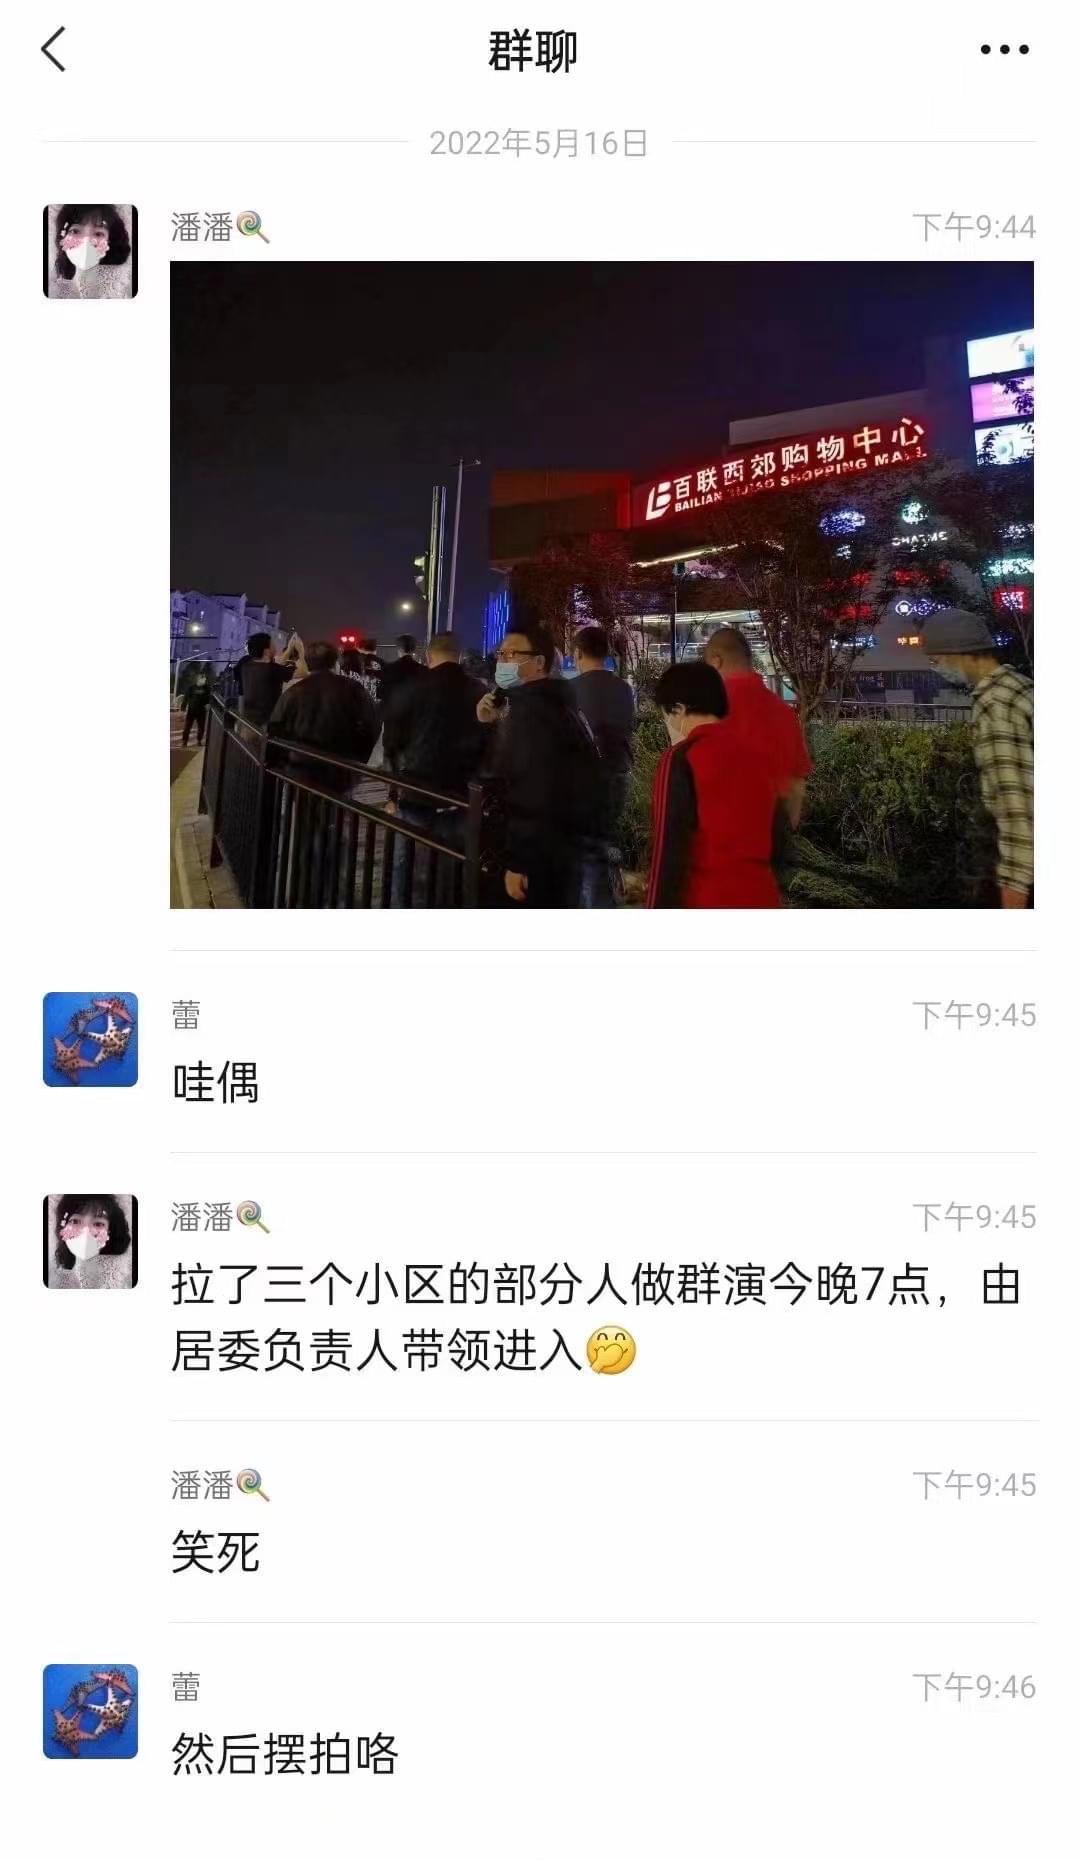 群聊
2022年5月16日
潘潘🍭 下午9:44
百联西郊购物中心
BAILIAN XIJIAO SHOPPING MALL
CHARME
蕾 下午9:45
哇偶
潘潘🍭 下午9:45
拉了三个小区的部分人做群演今晚7点，由
居委负责人带领进入🤭
潘潘🍭 下午9:45
笑死
蕾 下午9:46
然后摆拍咯